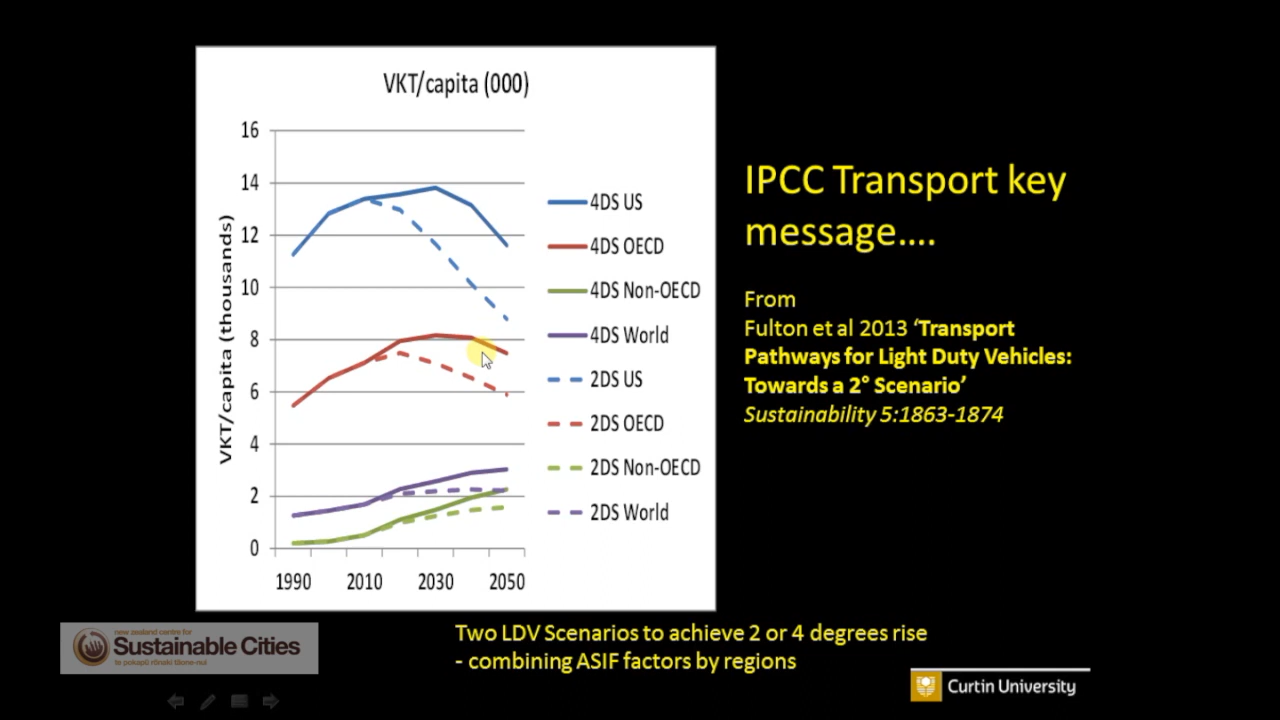 VKT/capita (000)
VKT/capita (thousands)
16
14
12
10
8
6
4
2
0
1990 2010 2030 2050
4DS US
4DS OECD
4DS Non-OECD
4DS World
2DS US
2DS OECD
2DS Non-OECD
2DS World
IPCC Transport key
message....
From
Fulton et al 2013 ‘Transport
Pathways for Light Duty Vehicles:
Towards a 2° Scenario’
Sustainability 5:1863-1874
Two LDV Scenarios to achieve 2 or 4 degrees rise
- combining ASIF factors by regions
new zealand centre for
Sustainable Cities
Curtin University